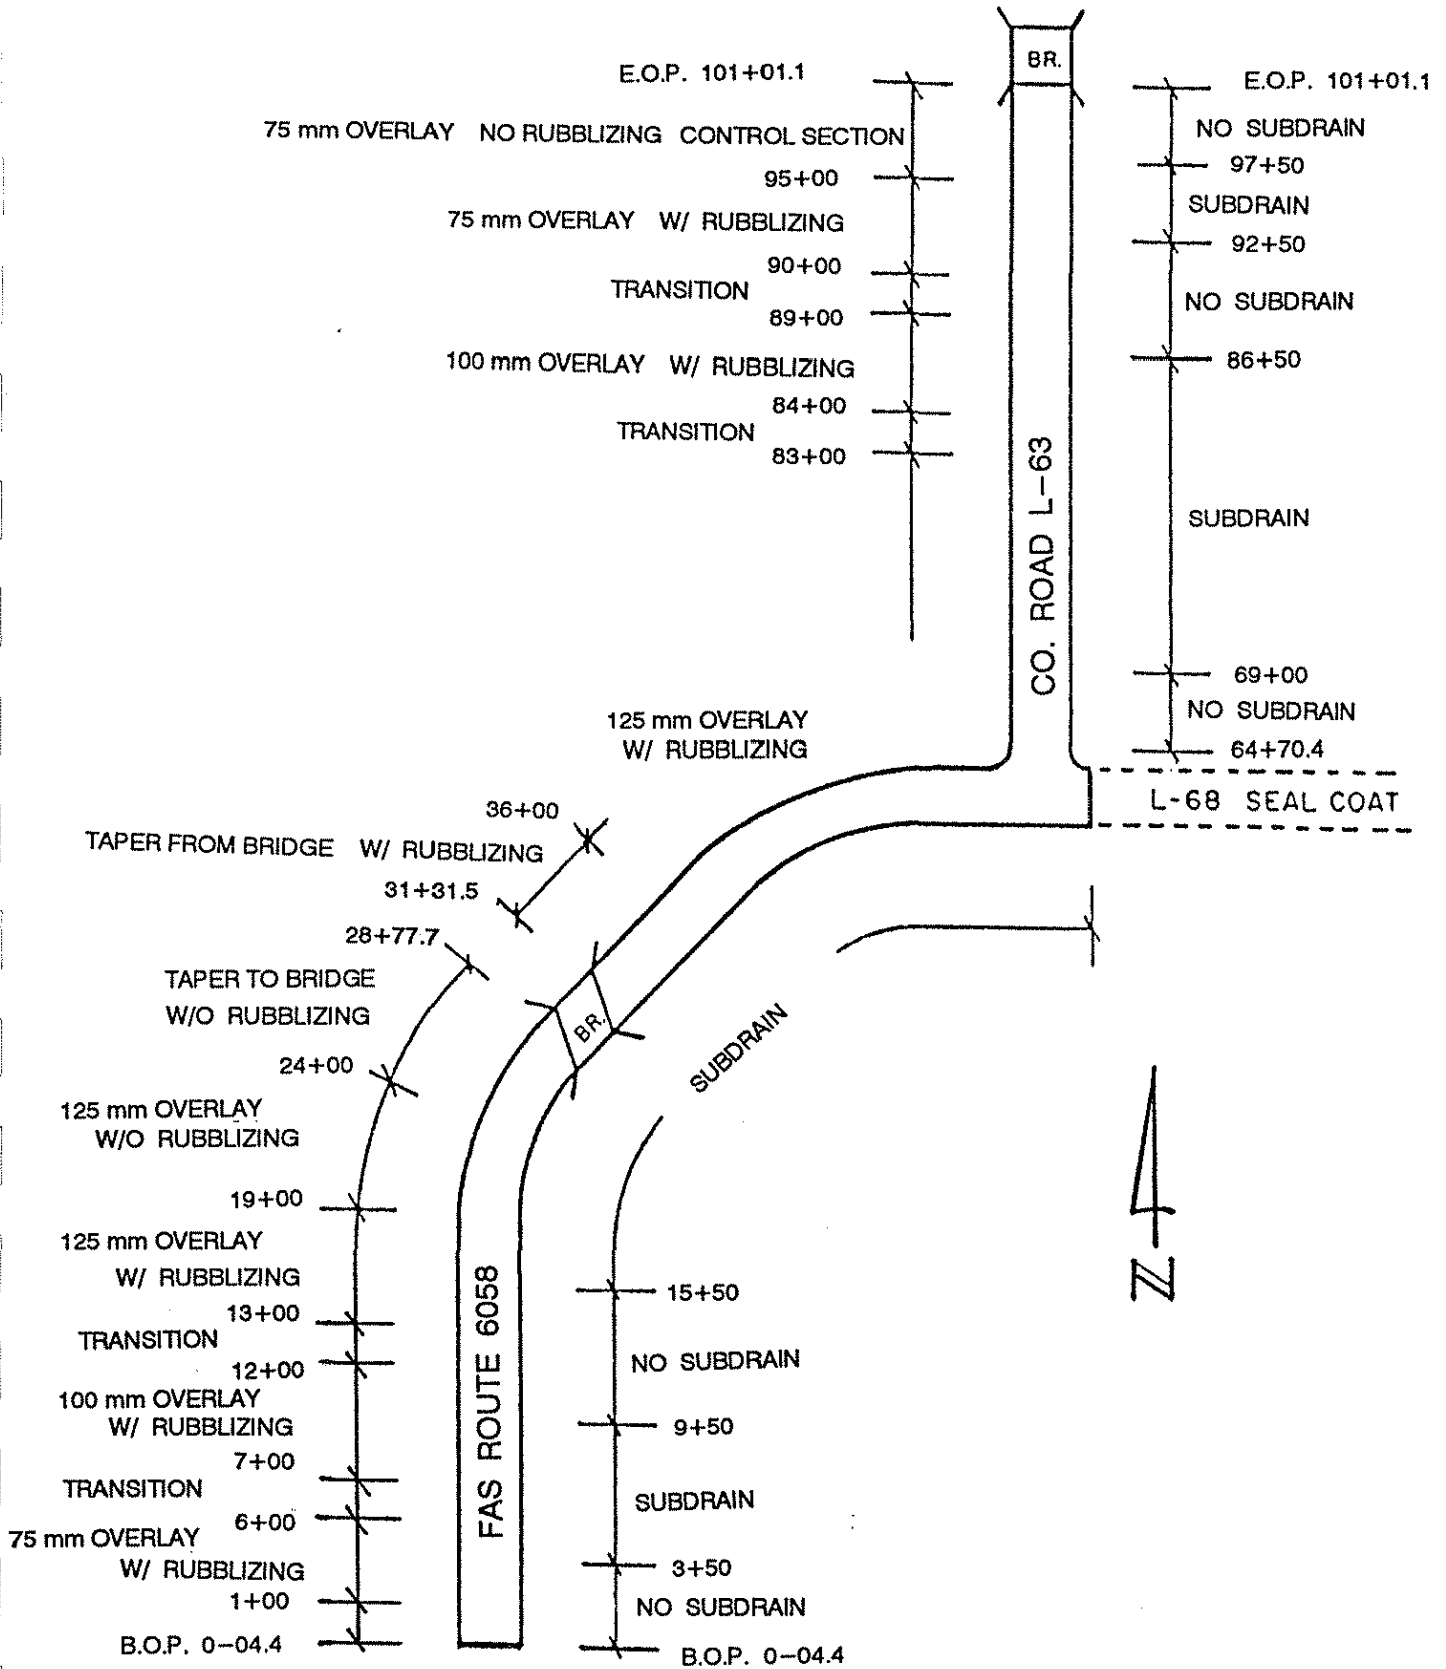 BR.
E.O.P. 101+01.1
E.O.P. 101+01.1
75 mm OVERLAY NO RUBBLIZING CONTROL SECTION
NO SUBDRAIN
95+00
97+50
75 mm OVERLAY W/ RUBBLIZING
SUBDRAIN
92+50
90+00
TRANSITION
NO SUBDRAIN
89+00
100 mm OVERLAY W/ RUBBLIZING
86+50
84+00
TRANSITION
83+00
CO. ROAD L-63
SUBDRAIN
69+00
125 mm OVERLAY
W/ RUBBLIZING
NO SUBDRAIN
64+70.4
L-68 SEAL COAT
36+00
TAPER FROM BRIDGE W/ RUBBLIZING
31+31.5
28+77.7
TAPER TO BRIDGE
W/O RUBBLIZING
BR.
SUBDRAIN
24+00
125 mm OVERLAY
W/O RUBBLIZING
19+00
125 mm OVERLAY
W/ RUBBLIZING
13+00
TRANSITION
12+00
100 mm OVERLAY
W/ RUBBLIZING
7+00
TRANSITION
6+00
75 mm OVERLAY
W/ RUBBLIZING
1+00
B.O.P. 0-04.4
FAS ROUTE 6058
15+50
NO SUBDRAIN
9+50
SUBDRAIN
3+50
NO SUBDRAIN
B.O.P. 0-04.4
N